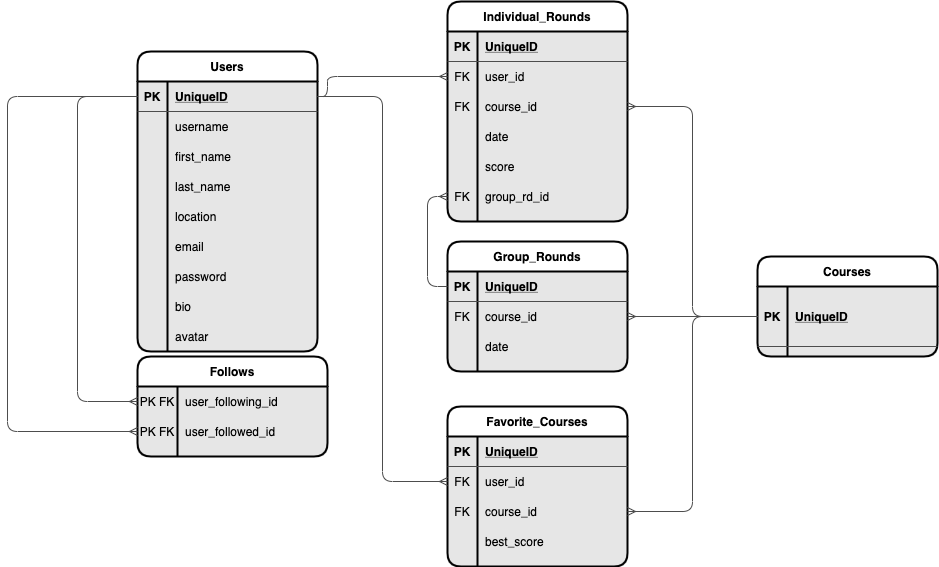 Users
PK UniqueID
username
first_name
last_name
location
email
password
bio
avatar
Follows
PK FK user_following_id
PK FK user_followed_id
Individual_Rounds
PK UniqueID
FK user_id
FK course_id
date
score
FK group_rd_id
Group_Rounds
PK UniqueID
FK course_id
date
Favorite_Courses
PK UniqueID
FK user_id
FK course_id
best_score
Courses
PK UniqueID